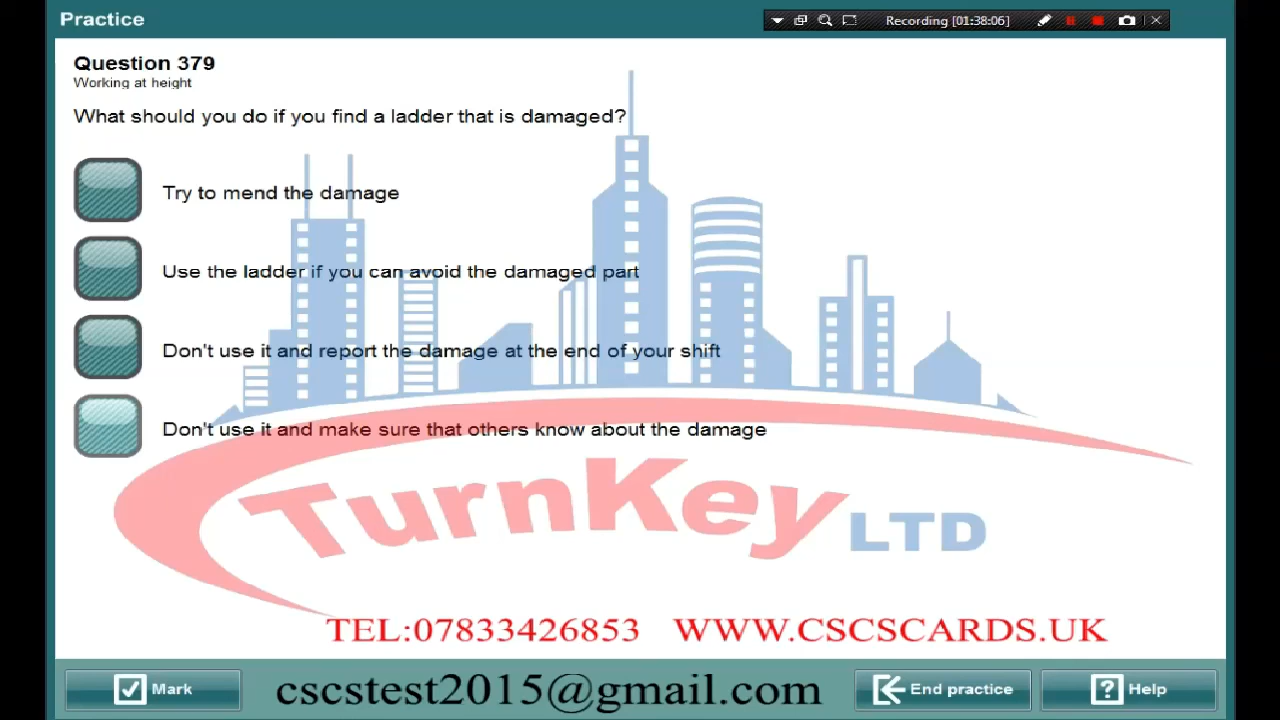 Practice
Recording [01:38:06]
Question 379
Working at height
What should you do if you find a ladder that is damaged?
Try to mend the damage
Use the ladder if you can avoid the damaged part
Don't use it and report the damage at the end of your shift
Don't use it and make sure that others know about the damage
TurnKey LTD
TEL:07833426853 WWW.CSCSCARDS.UK
Mark
cscstest2015@gmail.com
End practice
Help